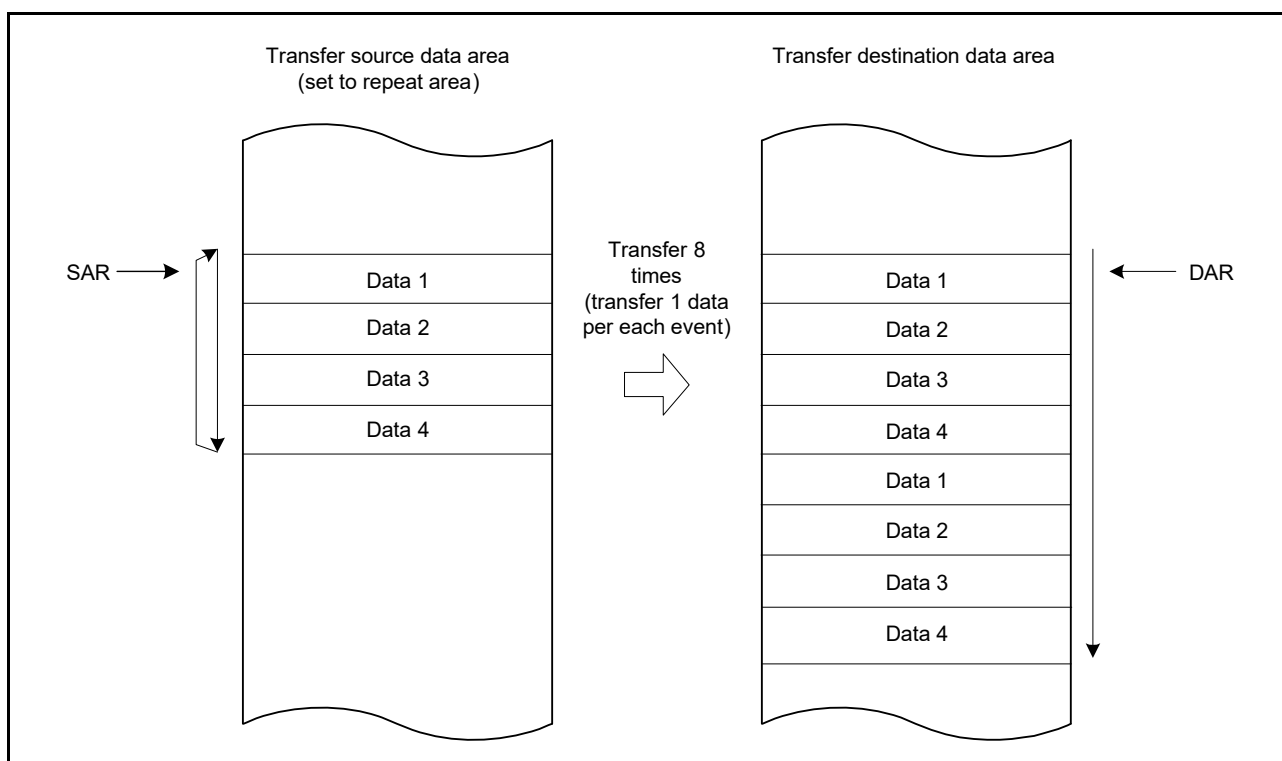 Transfer source data area
(set to repeat area)
Transfer destination data area
SAR
Data 1
Data 2
Data 3
Data 4
Transfer 8
times
(transfer 1 data
per each event)
DAR
Data 1
Data 2
Data 3
Data 4
Data 1
Data 2
Data 3
Data 4